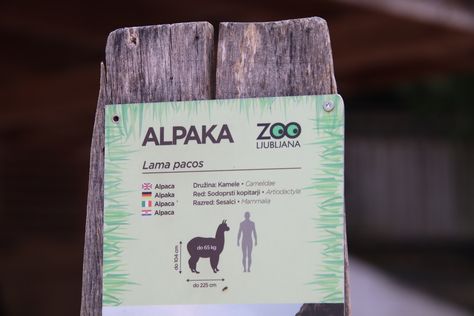 ALPAKA
ZOO
LJUBLJANA
Lama pacos
Alpaca
Alpaka
Alpaca
Alpaca
Družina: Kamele • Camelidae
Red: Sodoprsti kopitarji • Artiodactyla
Razred: Sesalci • Mammalia
do 65 kg
do 104 cm
do 225 cm